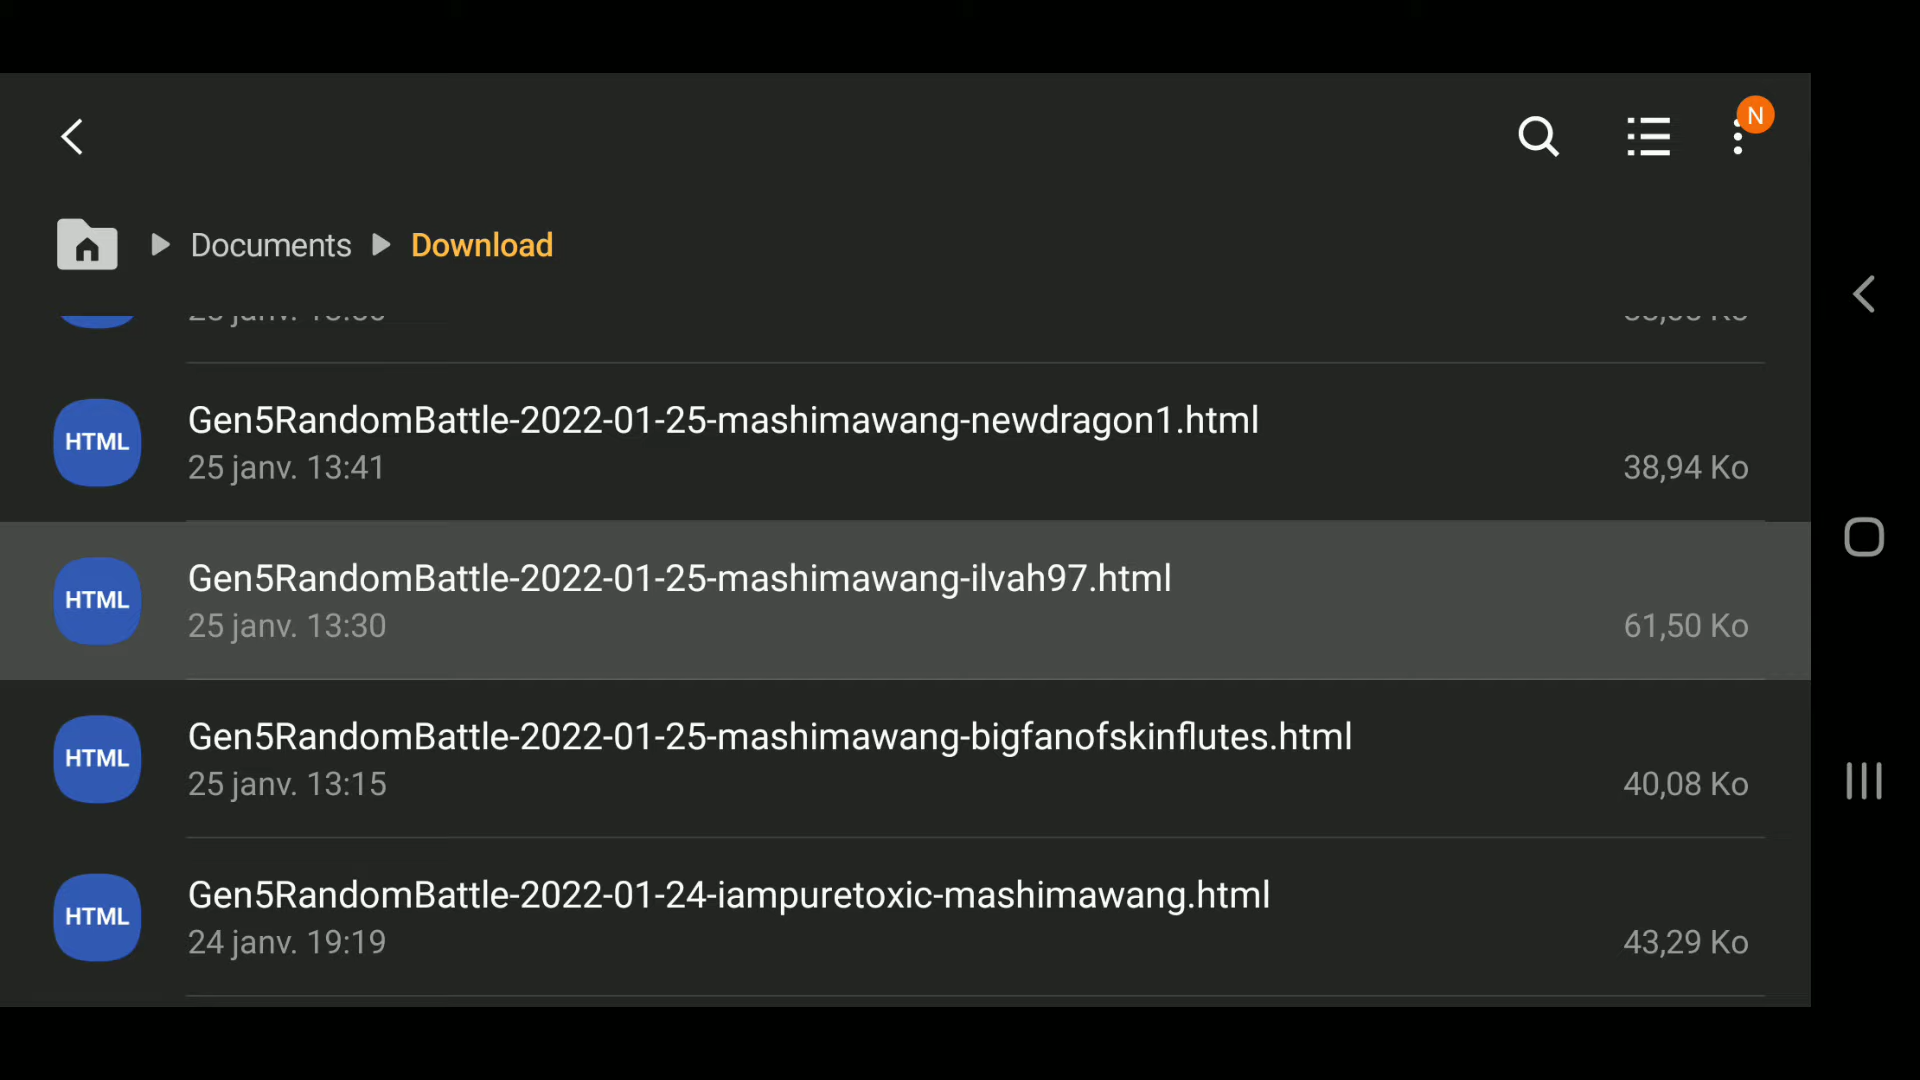 N
Documents Download
HTML
Gen5RandomBattle-2022-01-25-mashimawang-newdragon1.html
25 janv. 13:41
38,94 Ko
HTML
Gen5RandomBattle-2022-01-25-mashimawang-ilvah97.html
25 janv. 13:30
61,50 Ko
HTML
Gen5RandomBattle-2022-01-25-mashimawang-bigfanofskinflutes.html
25 janv. 13:15
40,08 Ko
HTML
Gen5RandomBattle-2022-01-24-iampuretoxic-mashimawang.html
24 janv. 19:19
43,29 Ko